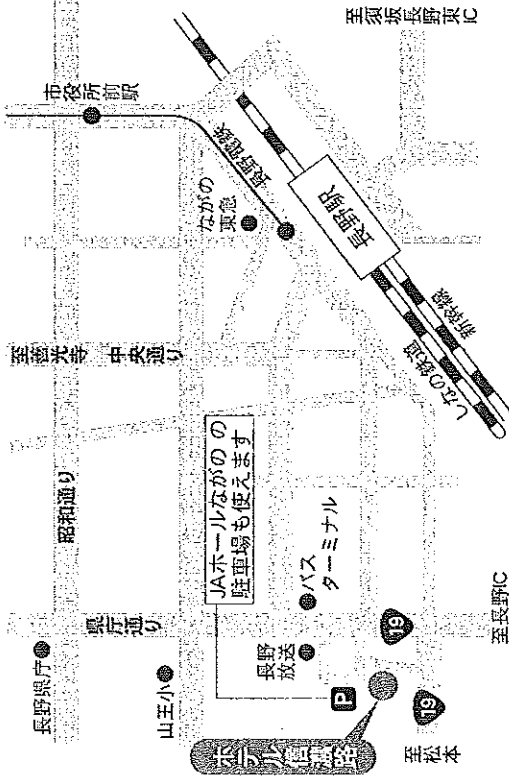 至須坂長野東IC
市役所前駅
長野電鉄
ながの
東急
長野駅
新幹線
しなの鉄道
至善光寺
中央通り
昭和通り
JAホールながの の
駐車場も使えます
バス
ターミナル
県庁通り
長野
放送
長野県庁
山王小
P
19
19
至長野IC
至松本
ホテル信濃路